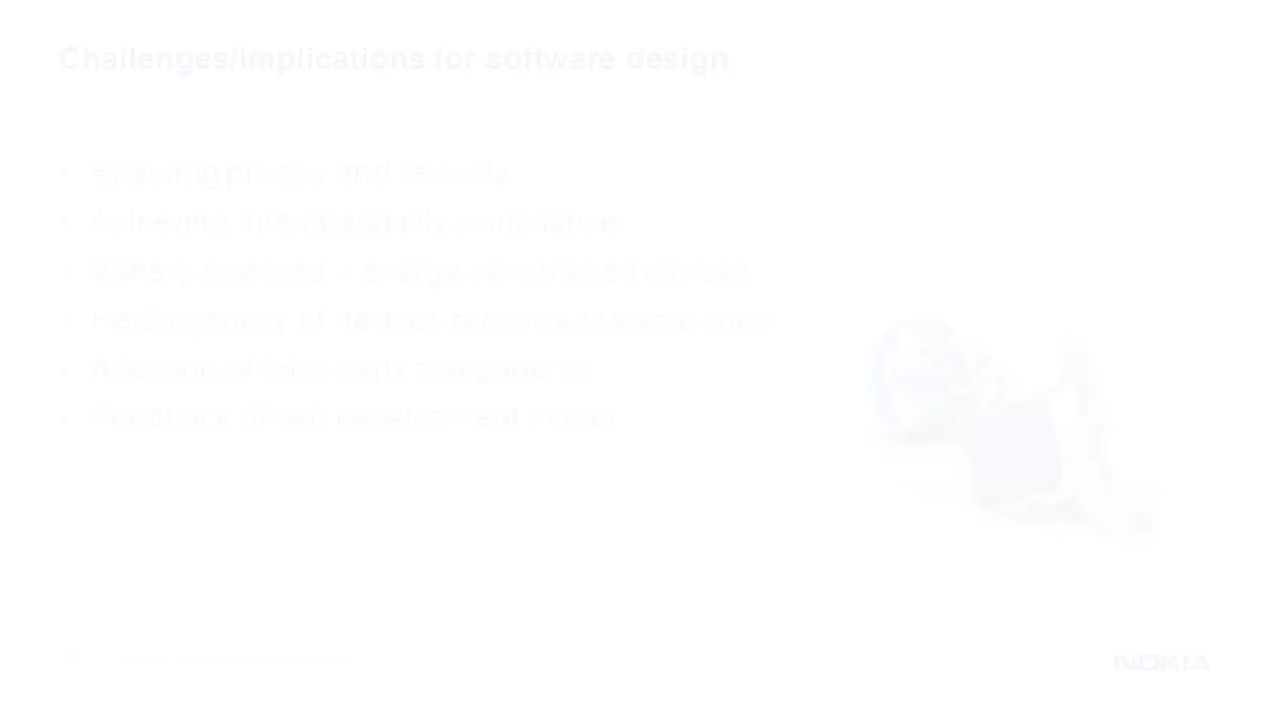 Challenges/implications for software design
• Ensuring privacy and security
• Achieving interoperability compliance
• Battery-powered energy constrained devices
• Heterogeneity of devices requires scalable code
• Adoption of third-party components
• Feedback driven development model
NOKIA